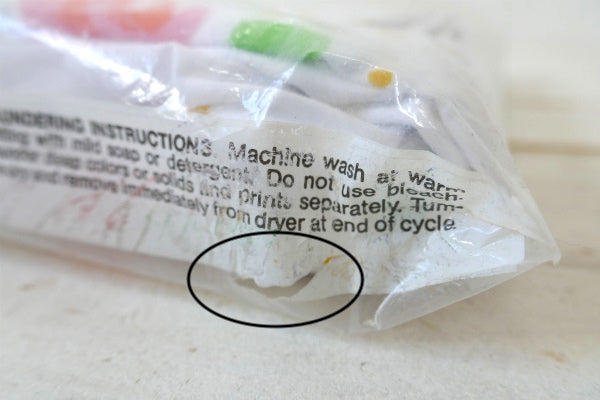 LAUNDERING INSTRUCTIONS. Machine wash at warm
with mild soap or detergent. Do not use bleach.
colors or solids and prints separately. Tum-
and remove immediately from dryer at end of cycle